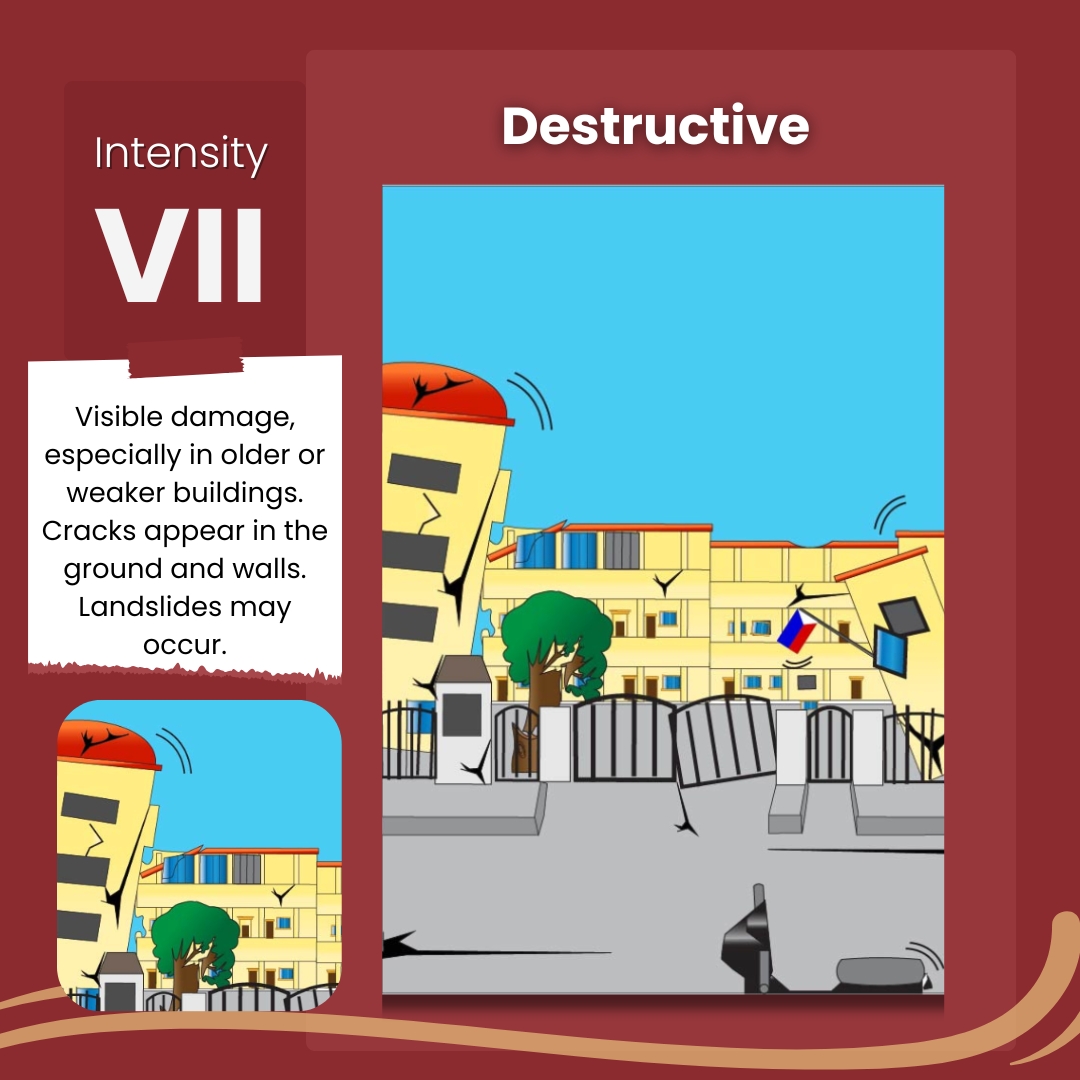 Intensity
VII
Destructive
Visible damage,
especially in older or
weaker buildings.
Cracks appear in the
ground and walls.
Landslides may
occur.